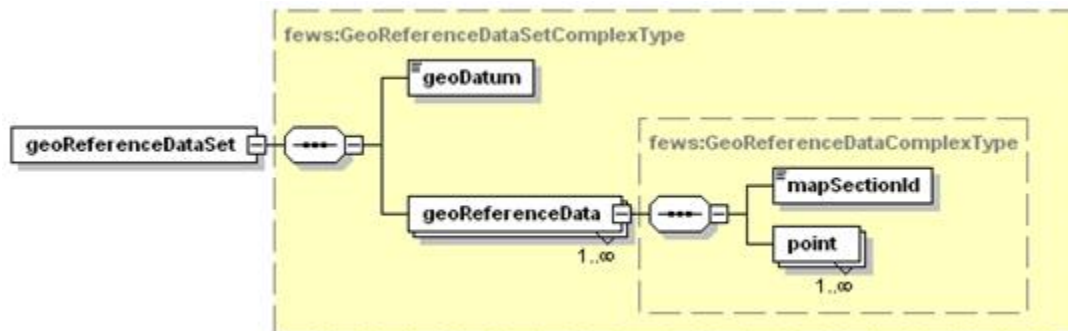 fews:GeoReferenceDataSetComplexType
geoDatum
geoReferenceDataSet
fews:GeoReferenceDataComplexType
mapSectionId
geoReferenceData
1..∞
point
1..∞